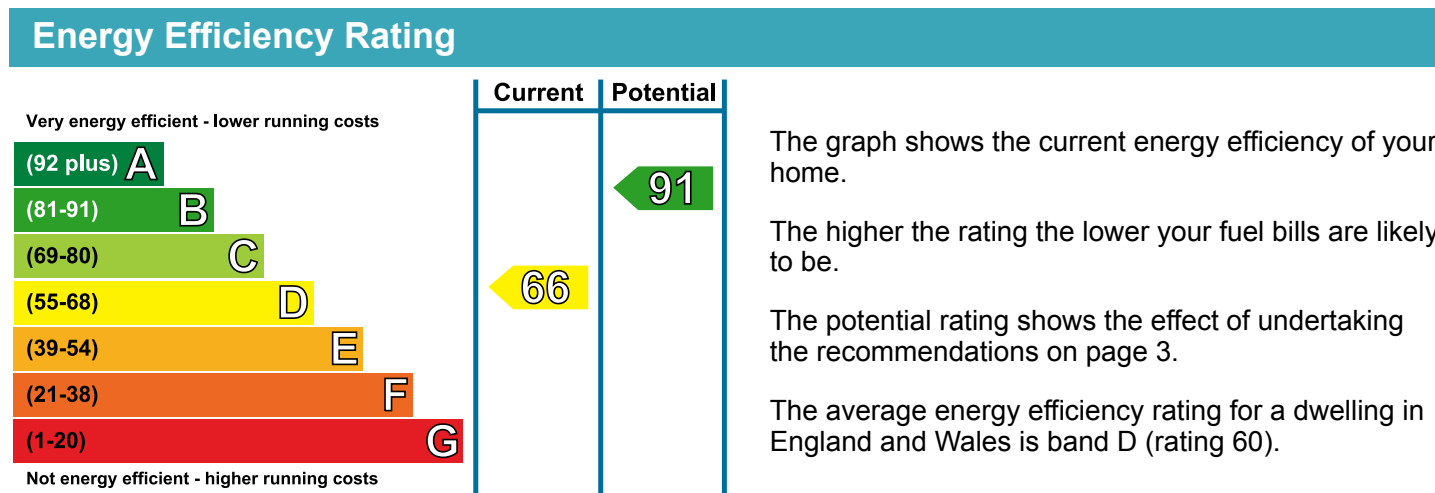 Energy Efficiency Rating
Current Potential
Very energy efficient - lower running costs
(92 plus) A
(81-91) B
91
(69-80) C
(55-68) D
66
(39-54) E
(21-38) F
(1-20) G
Not energy efficient - higher running costs
The graph shows the current energy efficiency of your
home.
The higher the rating the lower your fuel bills are likely
to be.
The potential rating shows the effect of undertaking
the recommendations on page 3.
The average energy efficiency rating for a dwelling in
England and Wales is band D (rating 60).